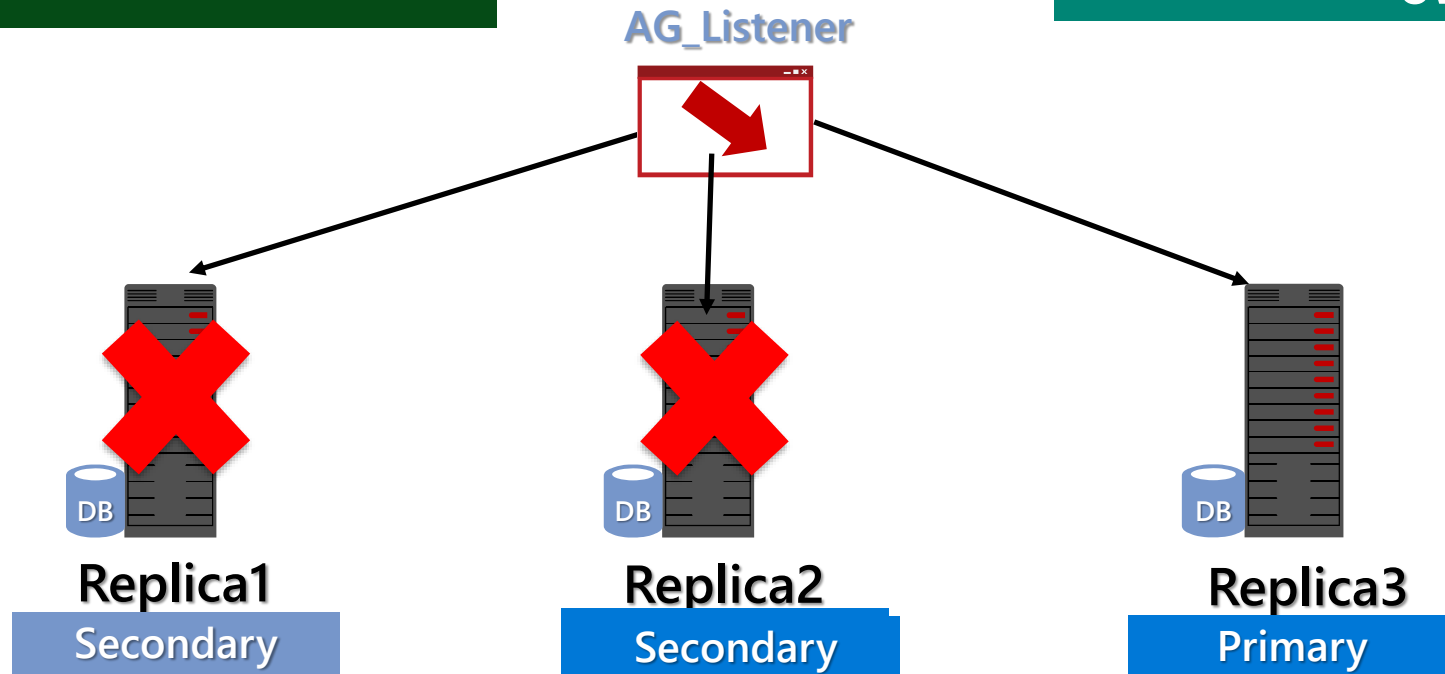 AG_Listener
DB
DB
DB
Replica1
Replica2
Replica3
Secondary
Secondary
Primary